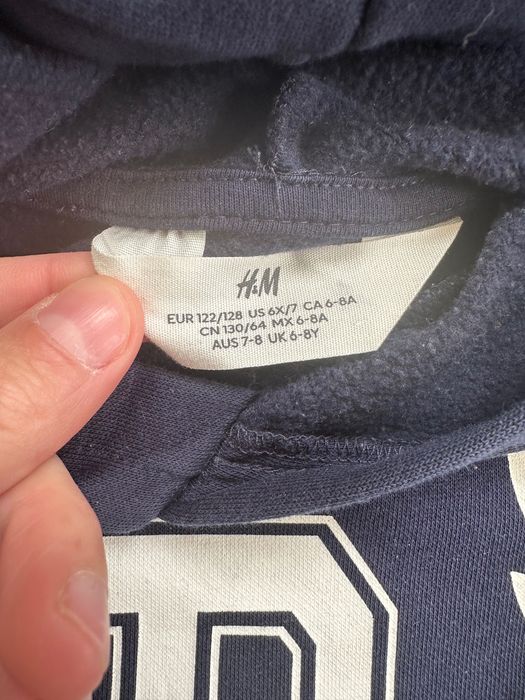 H&M
EUR 122/128 US 6X/7 CA 6-8A
CN 130/64 MX 6-8A
AUS 7-8 UK 6-8Y